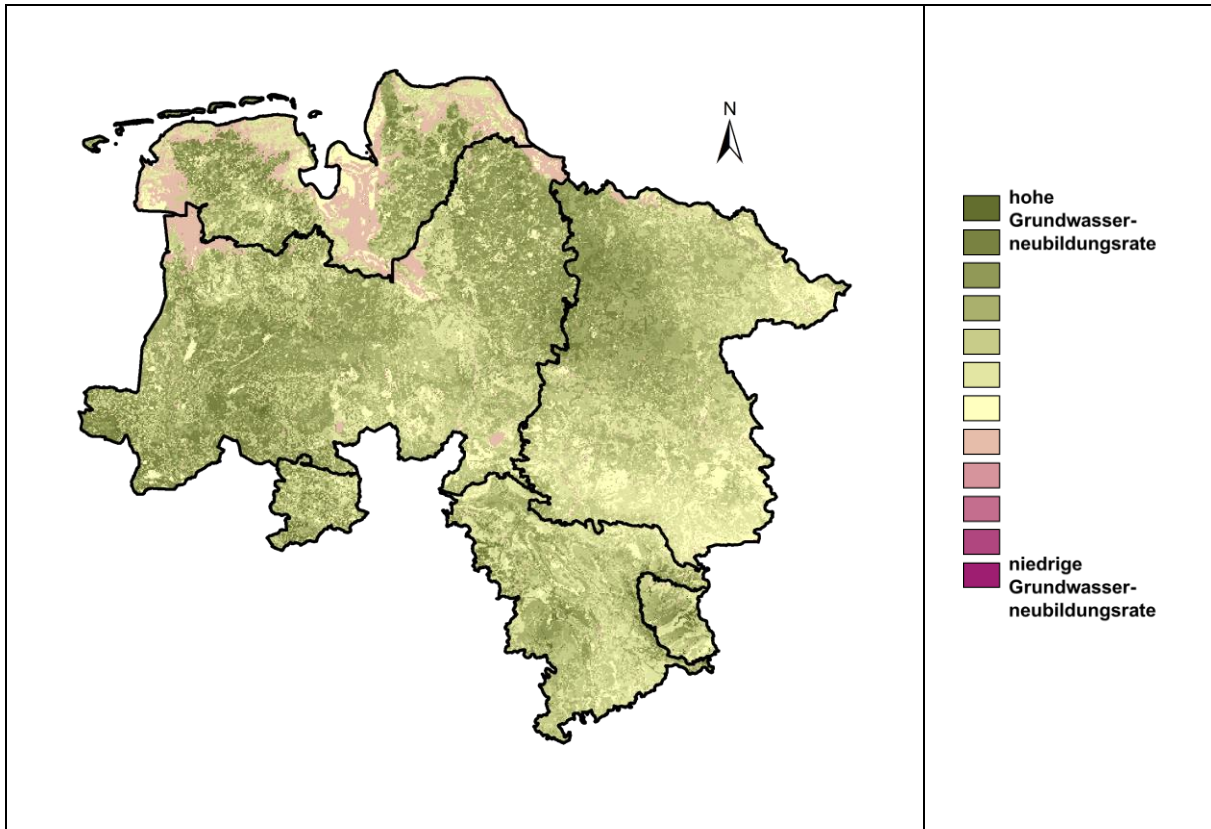 N
hohe
Grundwasser-
neubildungsrate
niedrige
Grundwasser-
neubildungsrate